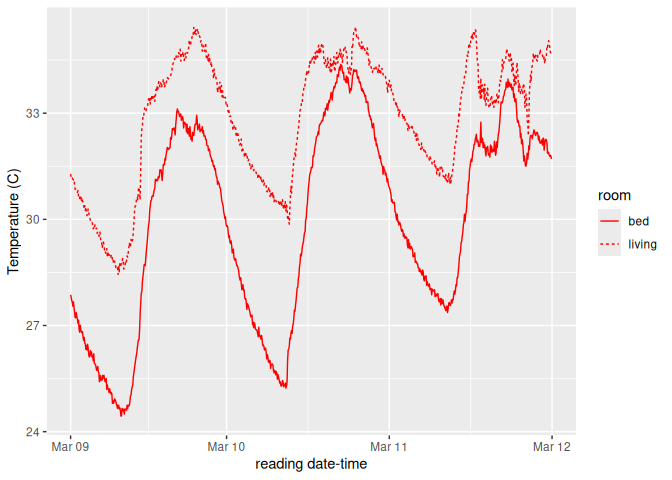 Temperature (C)
33
30
27
24
Mar 09
Mar 10
Mar 11
Mar 12
reading date-time
room
bed
living